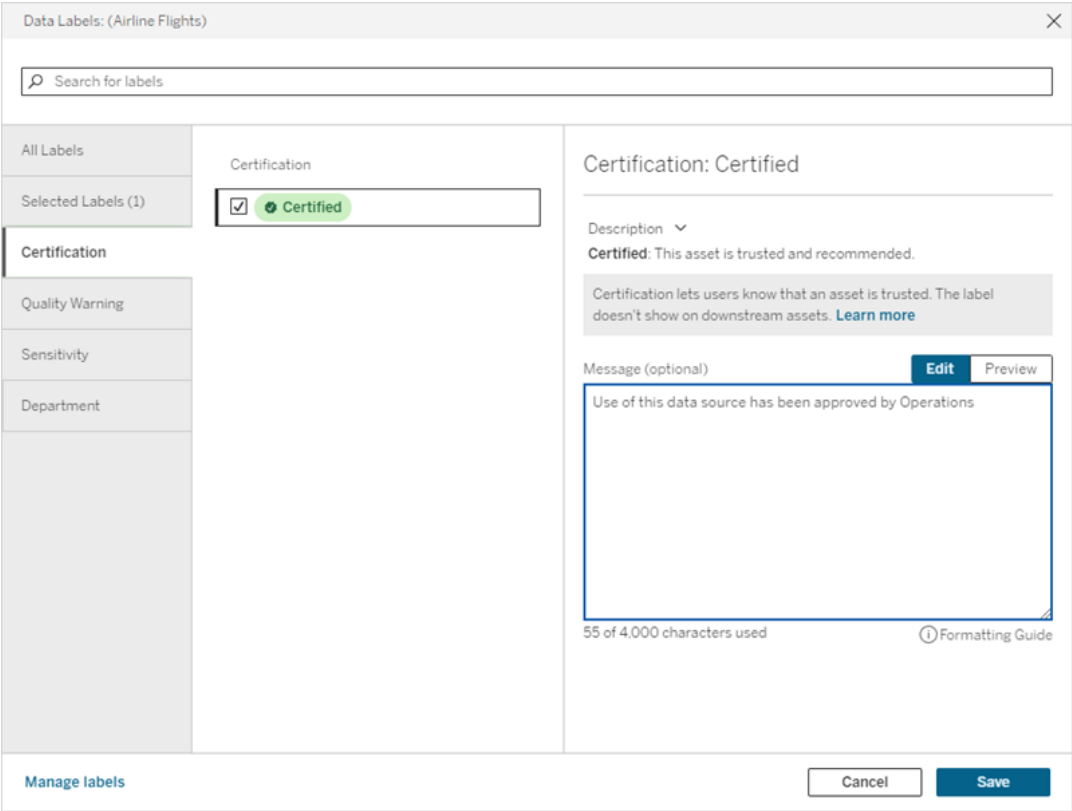 Data Labels: (Airline Flights)
Search for labels
All Labels
Selected Labels (1)
Certification
Quality Warning
Sensitivity
Department
Certification
Certified
Certification: Certified
Description
Certified: This asset is trusted and recommended.
Certification lets users know that an asset is trusted. The label
doesn't show on downstream assets. Learn more
Message (optional)
Edit
Preview
Use of this data source has been approved by Operations
55 of 4,000 characters used
Formatting Guide
Manage labels
Cancel
Save